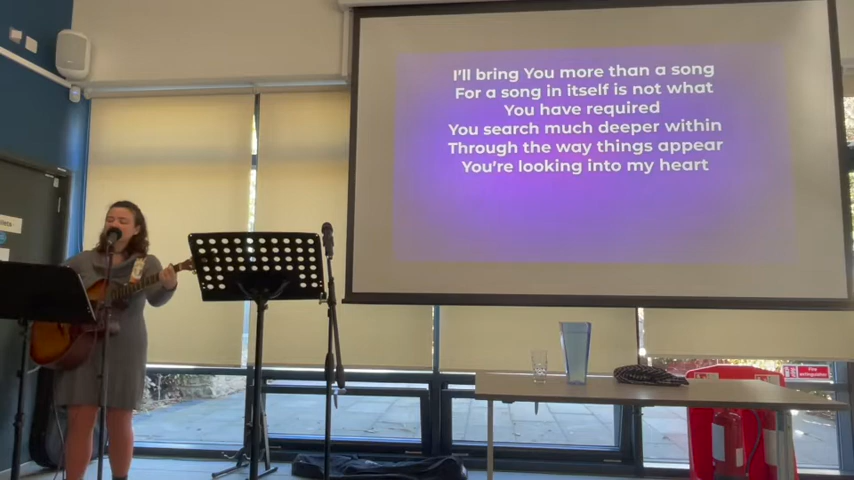 I'll bring You more than a song
For a song in itself is not what
You have required
You search much deeper within
Through the way things appear
You're looking into my heart
Fire